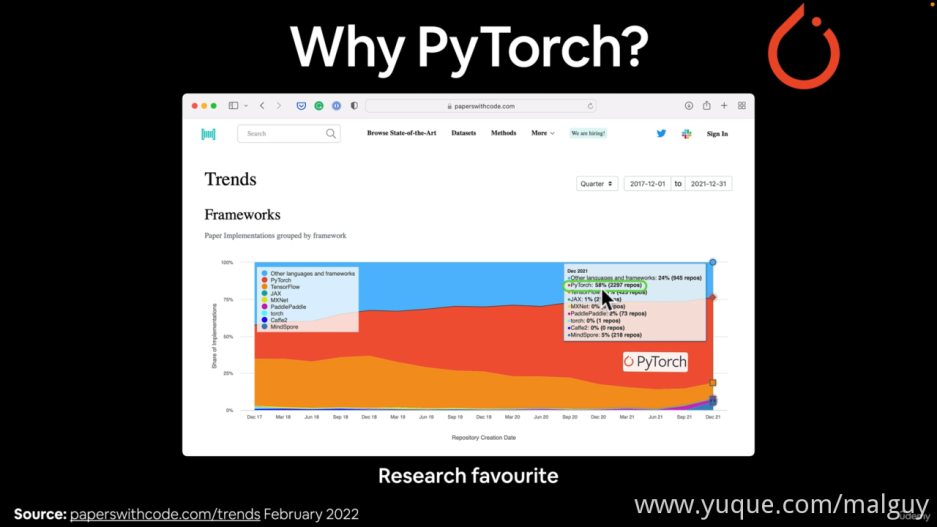 Why PyTorch?
paperswithcode.com
Search
Browse State-of-the-Art Datasets Methods More We are hiring! Sign In
Trends
Quarter 2017-12-01 to 2021-12-31
Frameworks
Paper Implementations grouped by framework
Share of Implementations
100%
75%
50%
25%
0%
Other languages and frameworks
PyTorch
TensorFlow
JAX
MXNet
PaddlePaddle
torch
Caffe2
MindSpore
Dec 2021
Other languages and frameworks: 24% (945 repos)
PyTorch: 58% (2297 repos)
JAX: 1%
MXNet: 0%
PaddlePaddle: 2% (73 repos)
torch: 0% (1 repos)
Caffe2: 0% (0 repos)
MindSpore: 5% (218 repos)
PyTorch
Dec 17 Mar 18 Jun 18 Sep 18 Dec 18 Mar 19 Jun 19 Sep 19 Dec 19 Mar 20 Jun 20 Sep 20 Dec 20 Mar 21 Jun 21 Sep 21 Dec 21
Repository Creation Date
Research favourite
Source: paperswithcode.com/trends February 2022
www.yuque.com/malguy